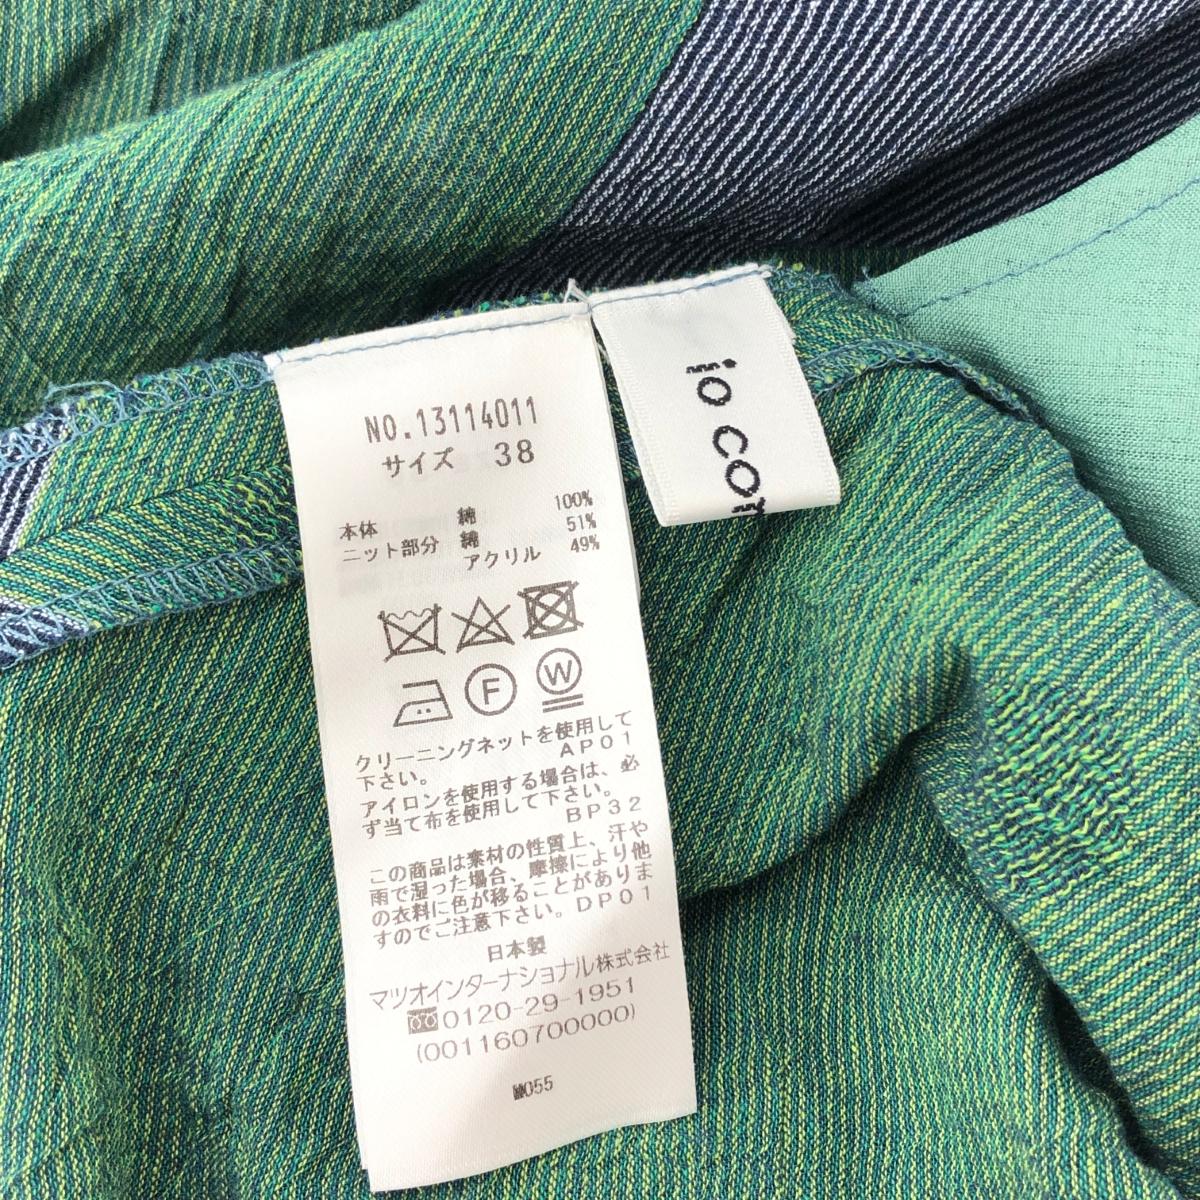 NO.13114011
サイズ 38
本体 綿 100%
ニット部分 綿 51%
アクリル 49%
F
W
クリーニングネットを使用して
下さい。 AP01
アイロンを使用する場合は、必
ず当て布を使用して下さい。
BP32
この商品は素材の性質上、汗や
雨で湿った場合、摩擦により他
の衣料に色が移ることがありま
すのでご注意下さい。DP01
日本製
マツオインターナショナル株式会社
0120-29-1951
(001160700000)
055
io com